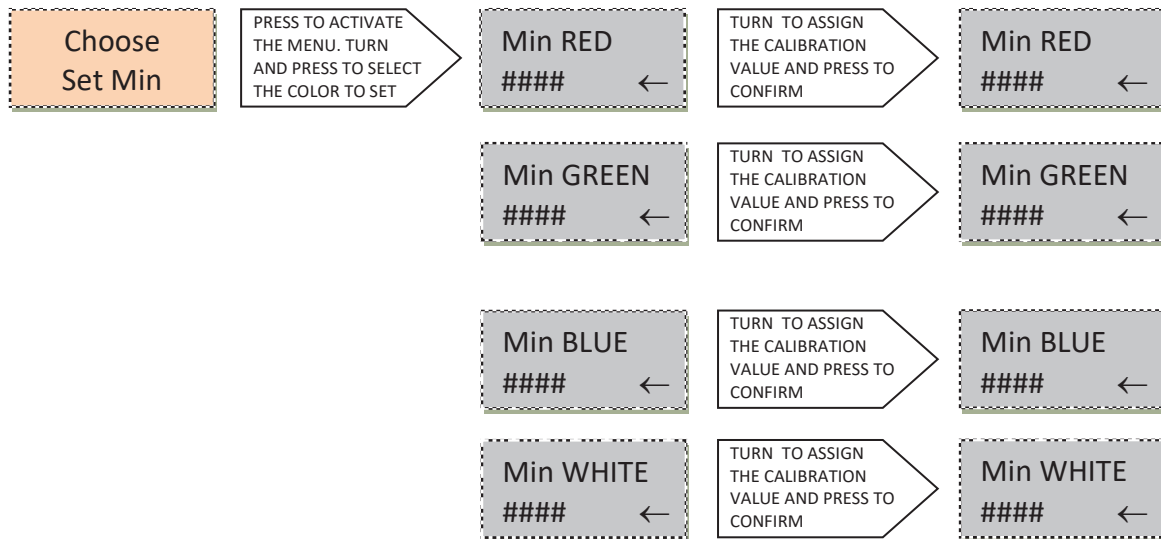 Choose
Set Min
PRESS TO ACTIVATE
THE MENU. TURN
AND PRESS TO SELECT
THE COLOR TO SET
Min RED
#### ←
TURN TO ASSIGN
THE CALIBRATION
VALUE AND PRESS TO
CONFIRM
Min RED
#### ←
Min GREEN
#### ←
TURN TO ASSIGN
THE CALIBRATION
VALUE AND PRESS TO
CONFIRM
Min GREEN
#### ←
Min BLUE
#### ←
TURN TO ASSIGN
THE CALIBRATION
VALUE AND PRESS TO
CONFIRM
Min BLUE
#### ←
Min WHITE
#### ←
TURN TO ASSIGN
THE CALIBRATION
VALUE AND PRESS TO
CONFIRM
Min WHITE
#### ←